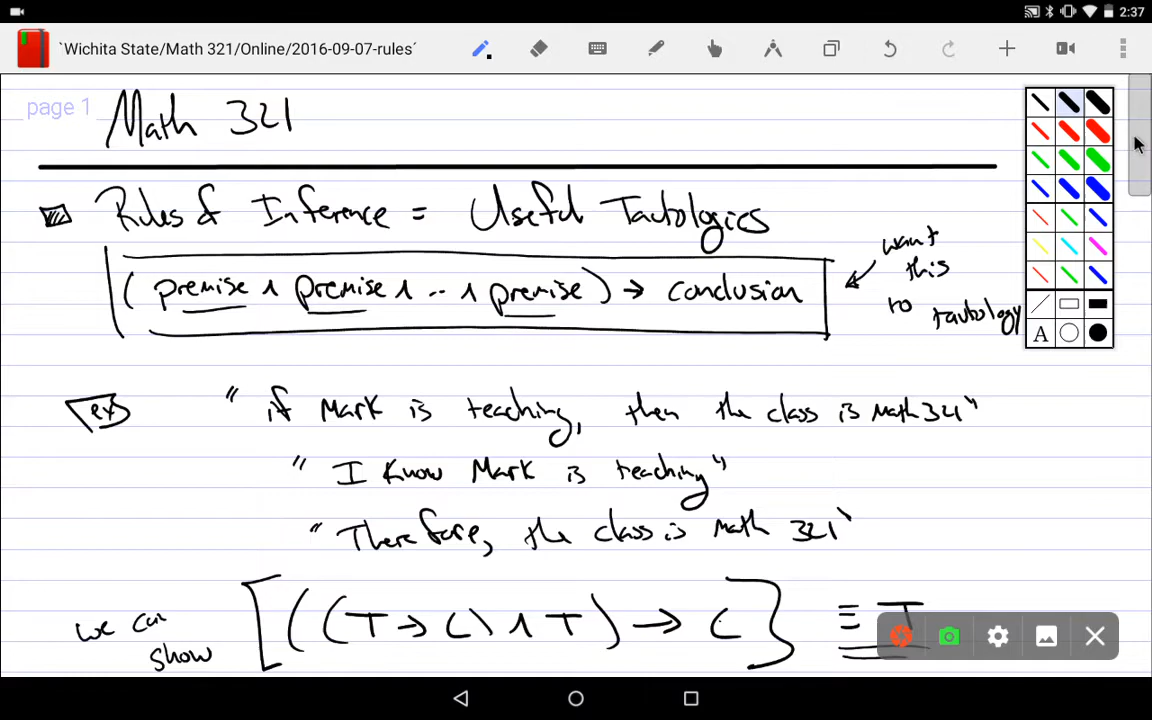 2:37
`Wichita State/Math 321/Online/2016-09-07-rules´
page 1
Math 321
Rules of Inference = Useful Tautologies
(premise ∧ premise ∧ .. ∧ premise) → conclusion
want
this
to
tautology
ex
"if Mark is teaching, then the class is Math 321"
"I know Mark is teaching"
"Therefore, the class is Math 321"
we can
show
[((T → C) ∧ T) → C] ≡ T
A